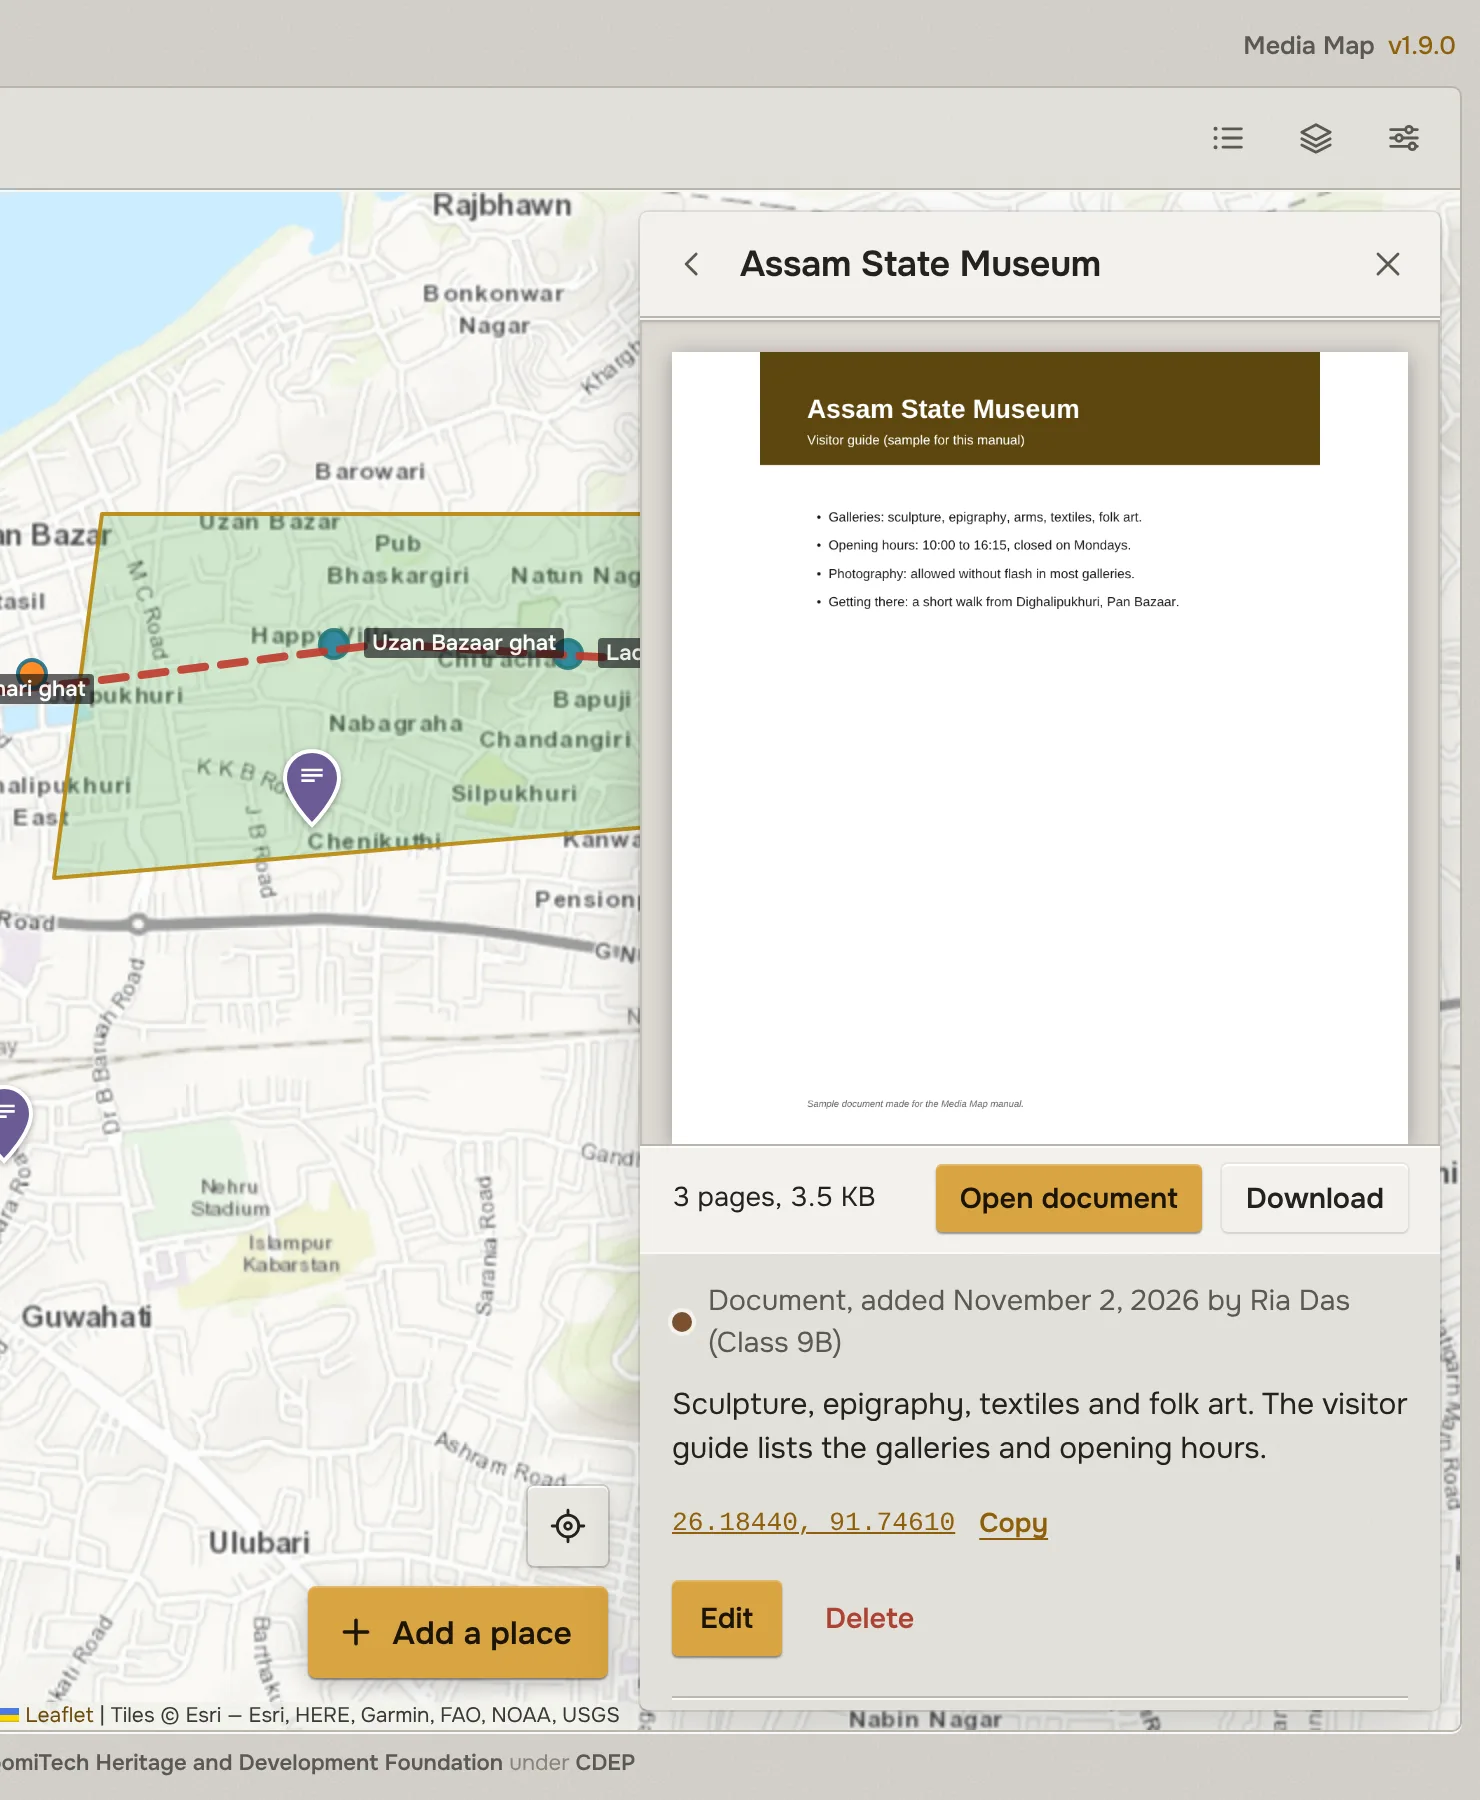 Media Map v1.9.0
Rajbhawn
Bonkonwar
Nagar
Barowari
Uzan Bazar
Pub
Bhaskargiri
Natun Nag
M C Road
Uzan Bazaar ghat
Nabagraha
Bapuji
Chandangiri
K K B Ro
Silpukhuri
East
J B Road
Chenikuthi
Road
Dr B Baruah Road
Nehru
Stadium
Islampur
Kabarstan
Sarania Road
Guwahati
Ashram Road
Ulubari
Add a place
Leaflet | Tiles © Esri — Esri, HERE, Garmin, FAO, NOAA, USGS
Nabin Nagar
Assam State Museum
Assam State Museum
Visitor guide (sample for this manual)
• Galleries: sculpture, epigraphy, arms, textiles, folk art.
• Opening hours: 10:00 to 16:15, closed on Mondays.
• Photography: allowed without flash in most galleries.
• Getting there: a short walk from Dighalipukhuri, Pan Bazaar.
Sample document made for the Media Map manual.
3 pages, 3.5 KB
Open document
Download
Document, added November 2, 2026 by Ria Das
(Class 9B)
Sculpture, epigraphy, textiles and folk art. The visitor
guide lists the galleries and opening hours.
26.18440, 91.74610 Copy
Edit
Delete
omiTech Heritage and Development Foundation under CDEP